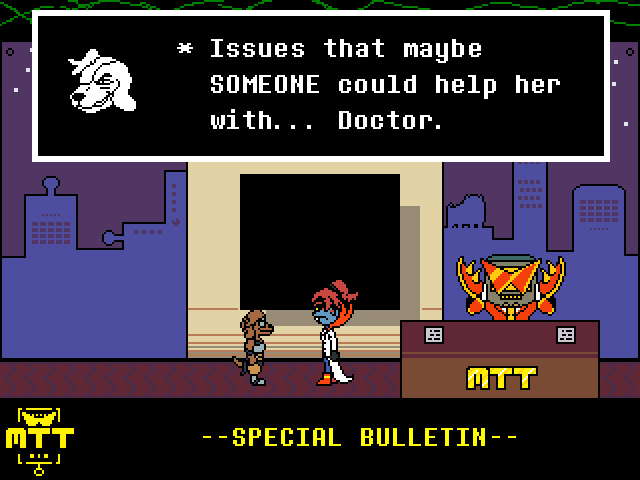 * Issues that maybe
SOMEONE could help her
with... Doctor.
MTT
MTT
--SPECIAL BULLETIN--